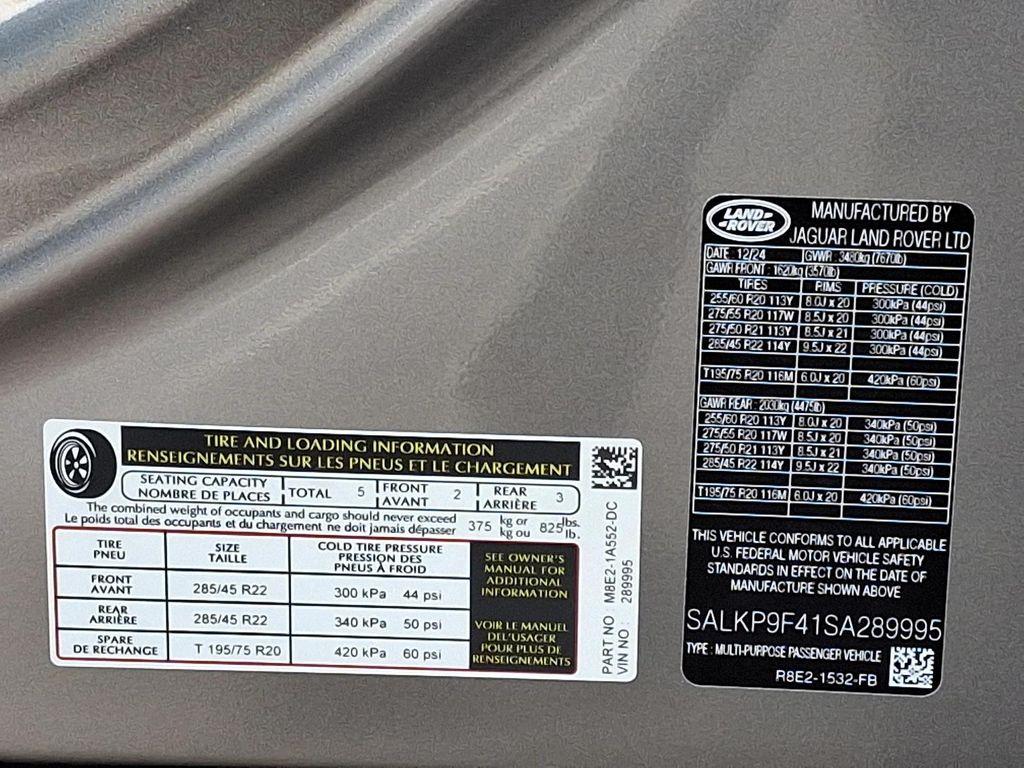 TIRE AND LOADING INFORMATION
RENSEIGNEMENTS SUR LES PNEUS ET LE CHARGEMENT
SEATING CAPACITY
NOMBRE DE PLACES
TOTAL 5
FRONT
AVANT
2
REAR
ARRIÈRE
3
The combined weight of occupants and cargo should never exceed
Le poids total des occupants et du chargement ne doit jamais dépasser
375
kg or
kg ou
825
lbs.
lb.
TIRE
PNEU
SIZE
TAILLE
COLD TIRE PRESSURE
PRESSION DES
PNEUS À FROID
FRONT
AVANT
285/45 R22
300 kPa 44 psi
REAR
ARRIÈRE
285/45 R22
340 kPa 50 psi
SPARE
DE RECHANGE
T 195/75 R20
420 kPa 60 psi
SEE OWNER'S
MANUAL FOR
ADDITIONAL
INFORMATION
VOIR LE MANUEL
DEL'USAGER
POUR PLUS DE
RENSEIGNEMENTS
PART NO : M8E2-1A552-DC
VIN NO : 289995
LAND-
-ROVER
MANUFACTURED BY
JAGUAR LAND ROVER LTD
DATE 12/24 GVWR : 3480kg (7670lb)
GAWR FRONT : 1620kg (3570lb)
TIRES RIMS PRESSURE (COLD)
255/60 R20 113Y 8.0J x 20 300kPa (44psi)
275/55 R20 117W 8.5J x 20 300kPa (44psi)
275/50 R21 113Y 8.5J x 21 300kPa (44psi)
285/45 R22 114Y 9.5J x 22 300kPa (44psi)
T195/75 R20 116M 6.0J x 20 420kPa (60psi)
GAWR REAR : 2030kg (4475lb)
255/60 R20 113Y 8.0J x 20 340kPa (50psi)
275/55 R20 117W 8.5J x 20 340kPa (50psi)
275/50 R21 113Y 8.5J x 21 340kPa (50psi)
285/45 R22 114Y 9.5J x 22 340kPa (50psi)
T195/75 R20 116M 6.0J x 20 420kPa (60psi)
THIS VEHICLE CONFORMS TO ALL APPLICABLE
U.S. FEDERAL MOTOR VEHICLE SAFETY
STANDARDS IN EFFECT ON THE DATE OF
MANUFACTURE SHOWN ABOVE
SALKP9F41SA289995
TYPE : MULTI-PURPOSE PASSENGER VEHICLE
R8E2-1532-FB